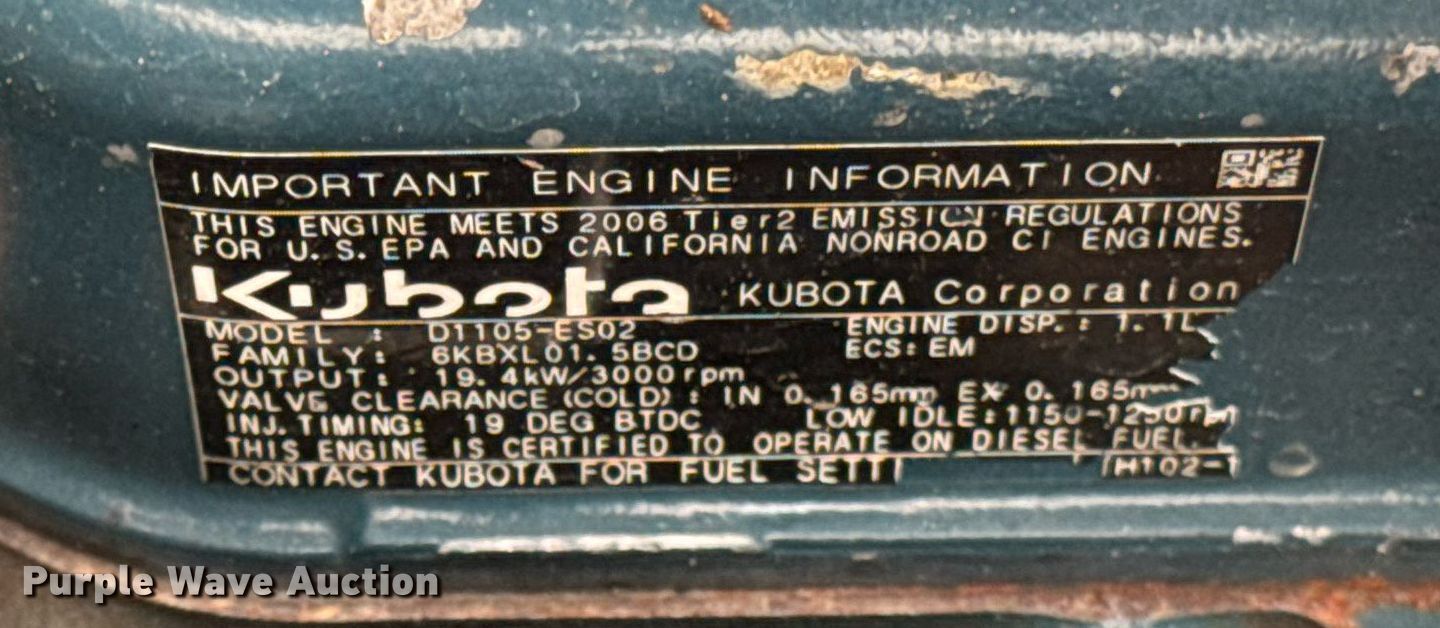 IMPORTANT ENGINE INFORMATION
THIS ENGINE MEETS 2006 Tier2 EMISSION REGULATIONS
FOR U.S. EPA AND CALIFORNIA NONROAD CI ENGINES.
Kubota KUBOTA Corporation
MODEL : D1105-ES02 ENGINE DISP. : 1.1L
FAMILY: 6KBXL01.5BCD ECS: EM
OUTPUT: 19.4kW/3000rpm
VALVE CLEARANCE (COLD) : IN 0.165mm EX 0.165mm
INJ. TIMING: 19 DEG BTDC LOW IDLE:1150-1250rpm
THIS ENGINE IS CERTIFIED TO OPERATE ON DIESEL FUEL.
CONTACT KUBOTA FOR FUEL SETTI
Purple Wave Auction